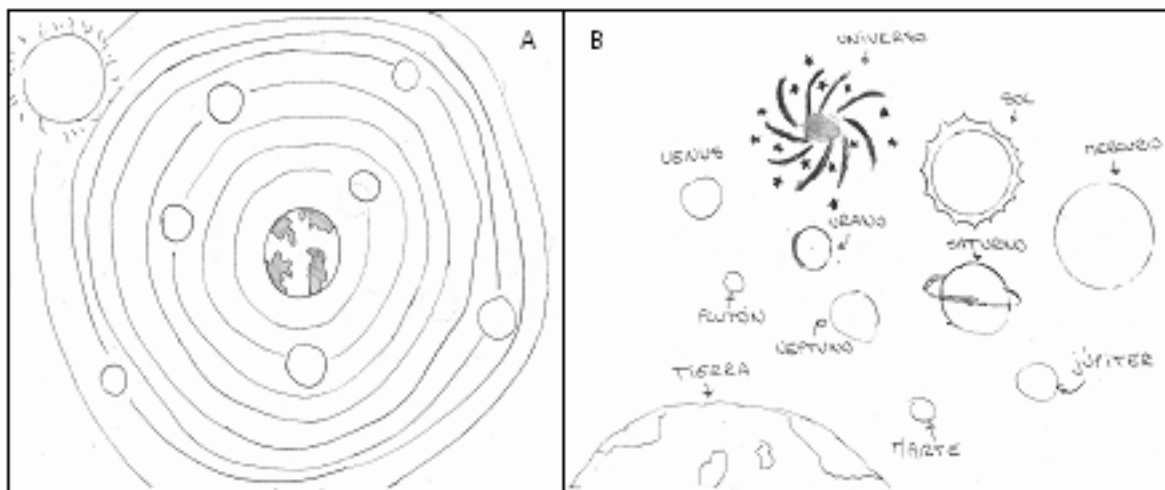 A
B
UNIVERSO
SOL
VENUS
MERCURIO
URANO
SATURNO
PLUTÓN
NEPTUNO
TIERRA
JÚPITER
MARTE